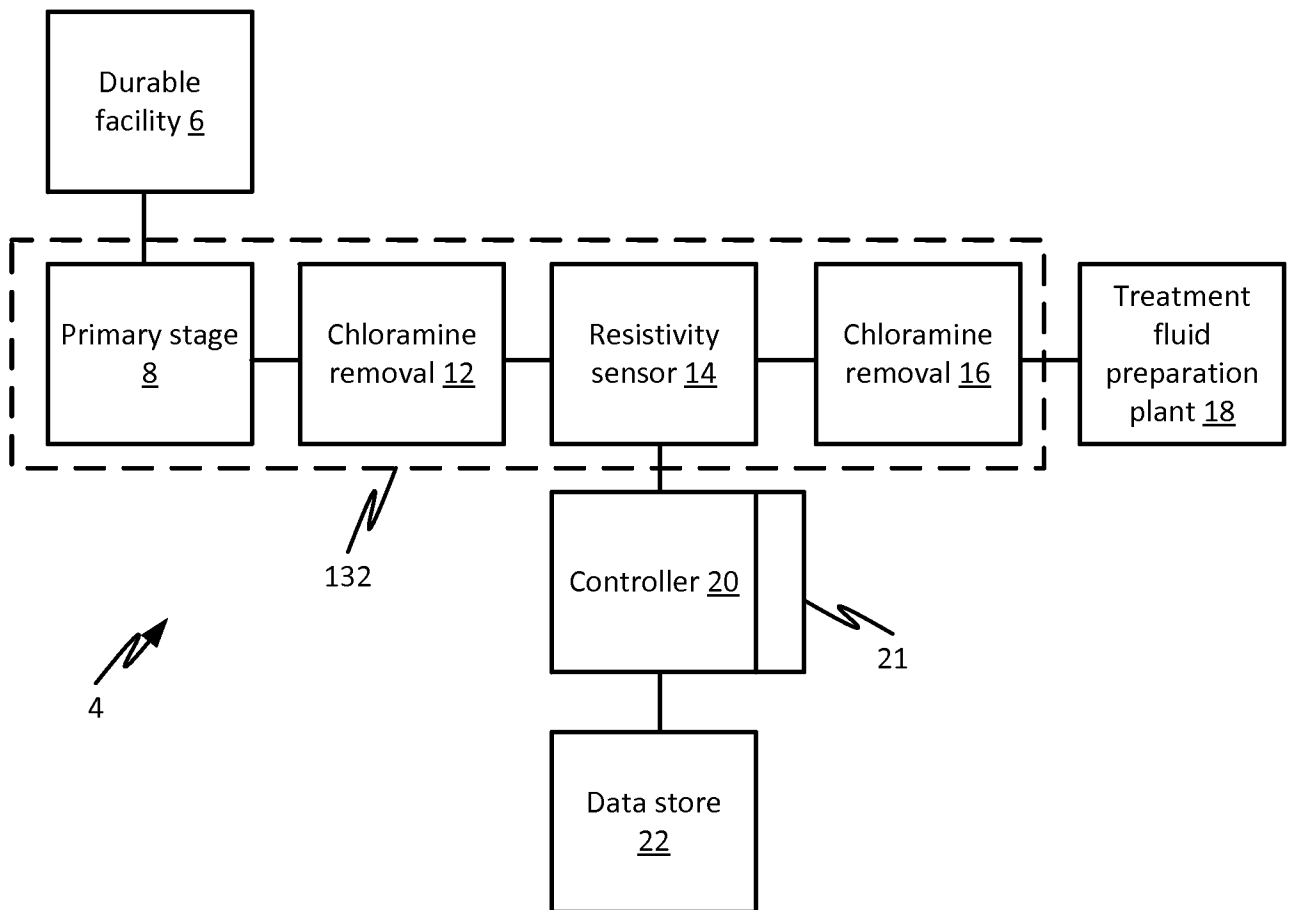 Durable
facility 6
Primary stage
8
Chloramine
removal 12
Resistivity
sensor 14
Chloramine
removal 16
Treatment
fluid
preparation
plant 18
132
Controller 20
21
4
Data store
22